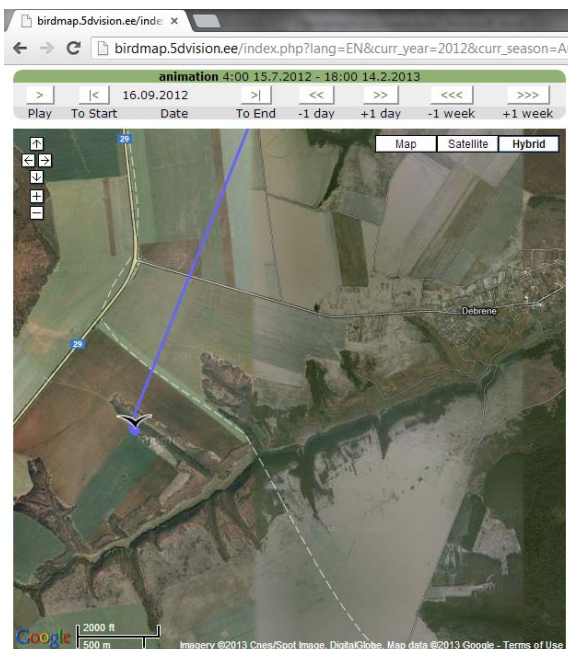 birdmap.5dvision.ee/inde ×
birdmap.5dvision.ee/index.php?lang=EN&curr_year=2012&curr_season=A
animation 4:00 15.7.2012 - 18:00 14.2.2013
> |< 16.09.2012 >| << >> <<< >>>
Play To Start Date To End -1 day +1 day -1 week +1 week
29
Map Satellite Hybrid
Debrene
29
Google
2000 ft
500 m
Imagery ©2013 Cnes/Spot Image, DigitalGlobe, Map data ©2013 Google - Terms of Use